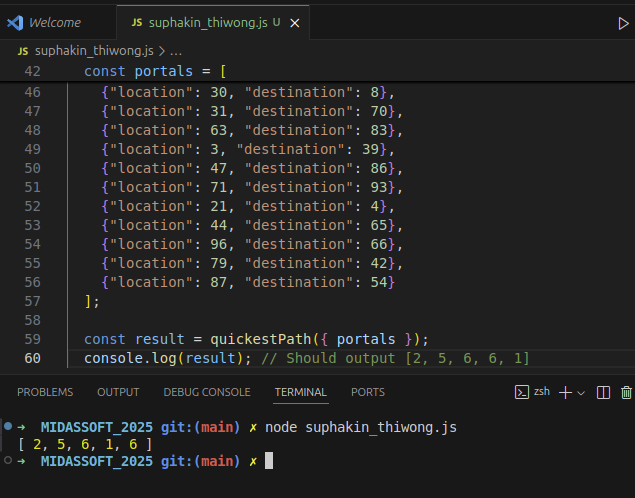 Welcome
JS suphakin_thiwong.js U ×
JS suphakin_thiwong.js > ...
42 const portals = [
46 {"location": 30, "destination": 8},
47 {"location": 31, "destination": 70},
48 {"location": 63, "destination": 83},
49 {"location": 3, "destination": 39},
50 {"location": 47, "destination": 86},
51 {"location": 71, "destination": 93},
52 {"location": 21, "destination": 4},
53 {"location": 44, "destination": 65},
54 {"location": 96, "destination": 66},
55 {"location": 79, "destination": 42},
56 {"location": 87, "destination": 54}
57 ];
58
59 const result = quickestPath({ portals });
60 console.log(result); // Should output [2, 5, 6, 6, 1]
PROBLEMS OUTPUT DEBUG CONSOLE TERMINAL PORTS
zsh
➜ MIDASSOFT_2025 git:(main) ✗ node suphakin_thiwong.js
[ 2, 5, 6, 1, 6 ]
➜ MIDASSOFT_2025 git:(main) ✗